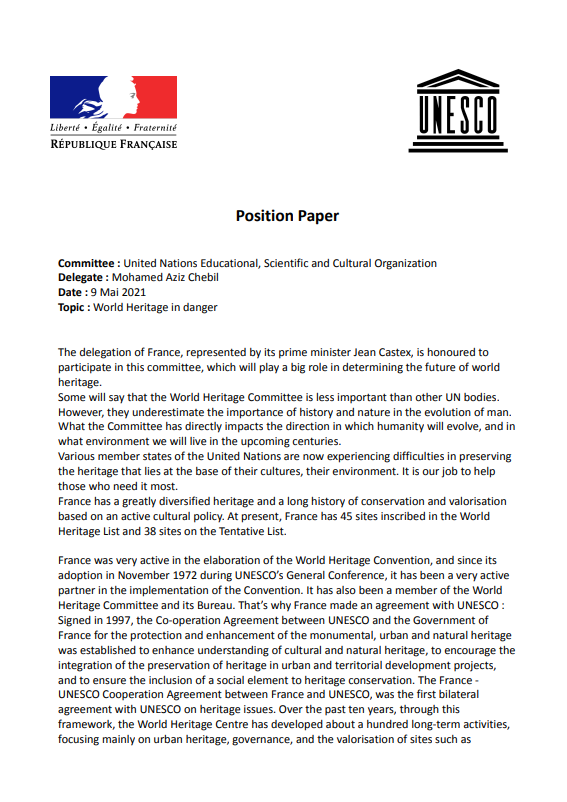 Liberté • Égalité • Fraternité
RÉPUBLIQUE FRANÇAISE
UNESCO
Position Paper
Committee : United Nations Educational, Scientific and Cultural Organization
Delegate : Mohamed Aziz Chebil
Date : 9 Mai 2021
Topic : World Heritage in danger
The delegation of France, represented by its prime minister Jean Castex, is honoured to
participate in this committee, which will play a big role in determining the future of world
heritage.
Some will say that the World Heritage Committee is less important than other UN bodies.
However, they underestimate the importance of history and nature in the evolution of man.
What the Committee has directly impacts the direction in which humanity will evolve, and in
what environment we will live in the upcoming centuries.
Various member states of the United Nations are now experiencing difficulties in preserving
the heritage that lies at the base of their cultures, their environment. It is our job to help
those who need it most.
France has a greatly diversified heritage and a long history of conservation and valorisation
based on an active cultural policy. At present, France has 45 sites inscribed in the World
Heritage List and 38 sites on the Tentative List.
France was very active in the elaboration of the World Heritage Convention, and since its
adoption in November 1972 during UNESCO's General Conference, it has been a very active
partner in the implementation of the Convention. It has also been a member of the World
Heritage Committee and its Bureau. That's why France made an agreement with UNESCO :
Signed in 1997, the Co-operation Agreement between UNESCO and the Government of
France for the protection and enhancement of the monumental, urban and natural heritage
was established to enhance understanding of cultural and natural heritage, to encourage the
integration of the preservation of heritage in urban and territorial development projects,
and to ensure the inclusion of a social element to heritage conservation. The France -
UNESCO Cooperation Agreement between France and UNESCO, was the first bilateral
agreement with UNESCO on heritage issues. Over the past ten years, through this
framework, the World Heritage Centre has developed about a hundred long-term activities,
focusing mainly on urban heritage, governance, and the valorisation of sites such as